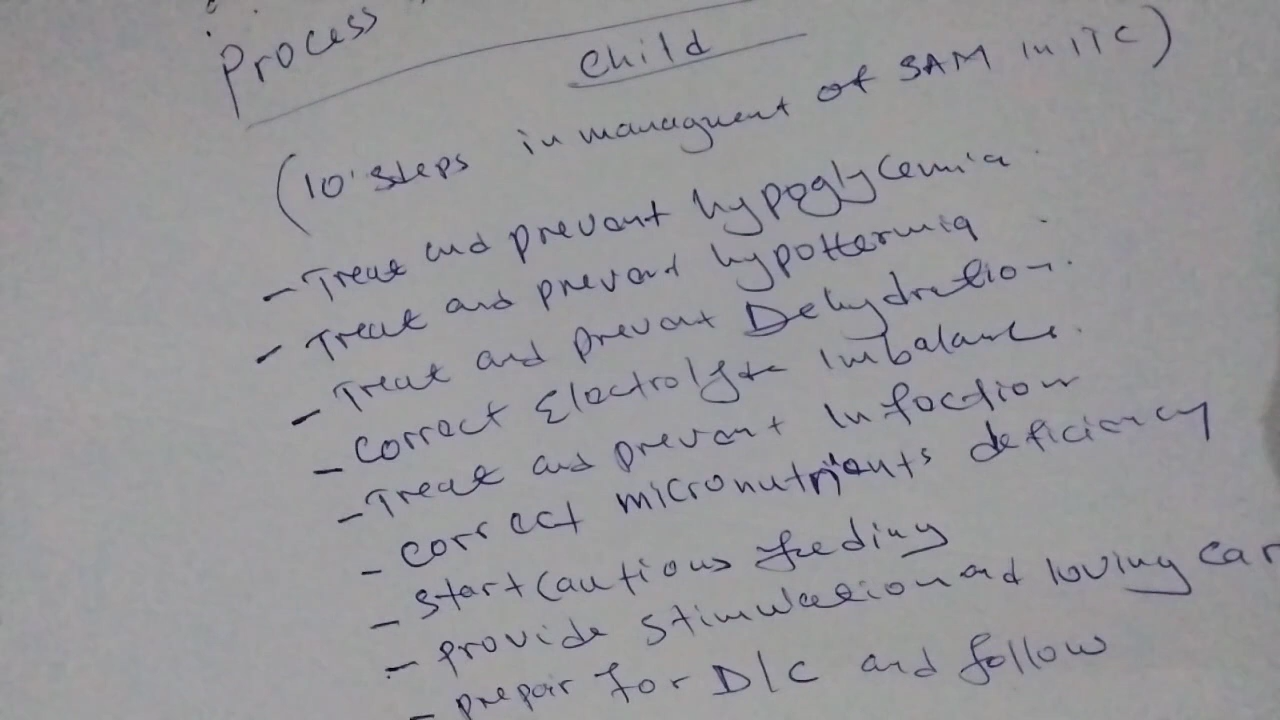 Process
Child
(10 steps in managment of SAM in ITC)
- Treat and prevent hypoglycemia
- Treat and prevent hypothermia
- Treat and prevent Dehydration.
- correct Electrolyte Imbalance.
- Treat and prevent Infection
- correct micronutrients deficiency
- start cautious feeding
- provide stimulation and loving car
- prepair for D/C and follow